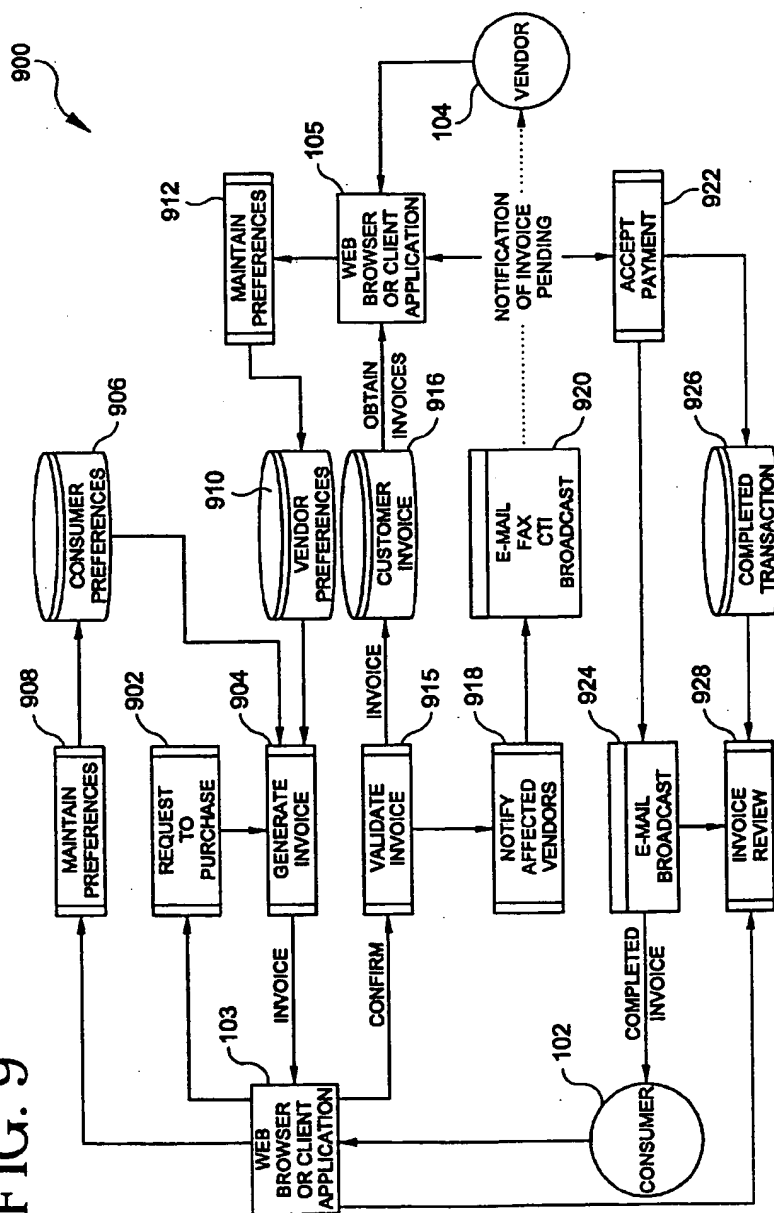 FIG. 9
900
908
MAINTAIN
PREFERENCES
906
CONSUMER
PREFERENCES
902
REQUEST
TO
PURCHASE
904
GENERATE
INVOICE
910
VENDOR
PREFERENCES
912
MAINTAIN
PREFERENCES
103
WEB
BROWSER
OR CLIENT
APPLICATION
INVOICE
CONFIRM
915
VALIDATE
INVOICE
INVOICE
916
CUSTOMER
INVOICE
OBTAIN
INVOICES
105
WEB
BROWSER
OR CLIENT
APPLICATION
104
VENDOR
918
NOTIFY
AFFECTED
VENDORS
920
E-MAIL
FAX
CTI
BROADCAST
NOTIFICATION
OF INVOICE
PENDING
102
CONSUMER
COMPLETED
INVOICE
924
E-MAIL
BROADCAST
922
ACCEPT
PAYMENT
928
INVOICE
REVIEW
926
COMPLETED
TRANSACTION